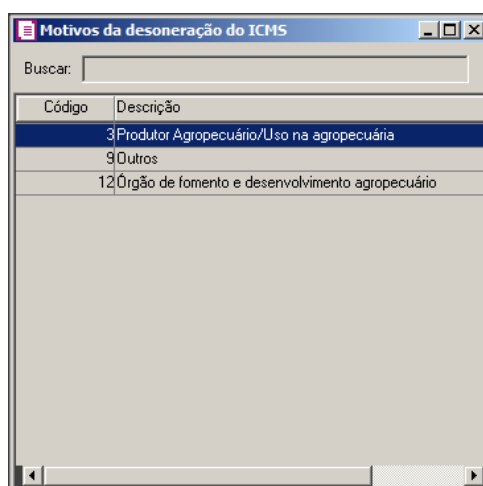 Motivos da desoneração do ICMS
Buscar:
Código Descrição
3 Produtor Agropecuário/Uso na agropecuária
9 Outros
12 Órgão de fomento e desenvolvimento agropecuário